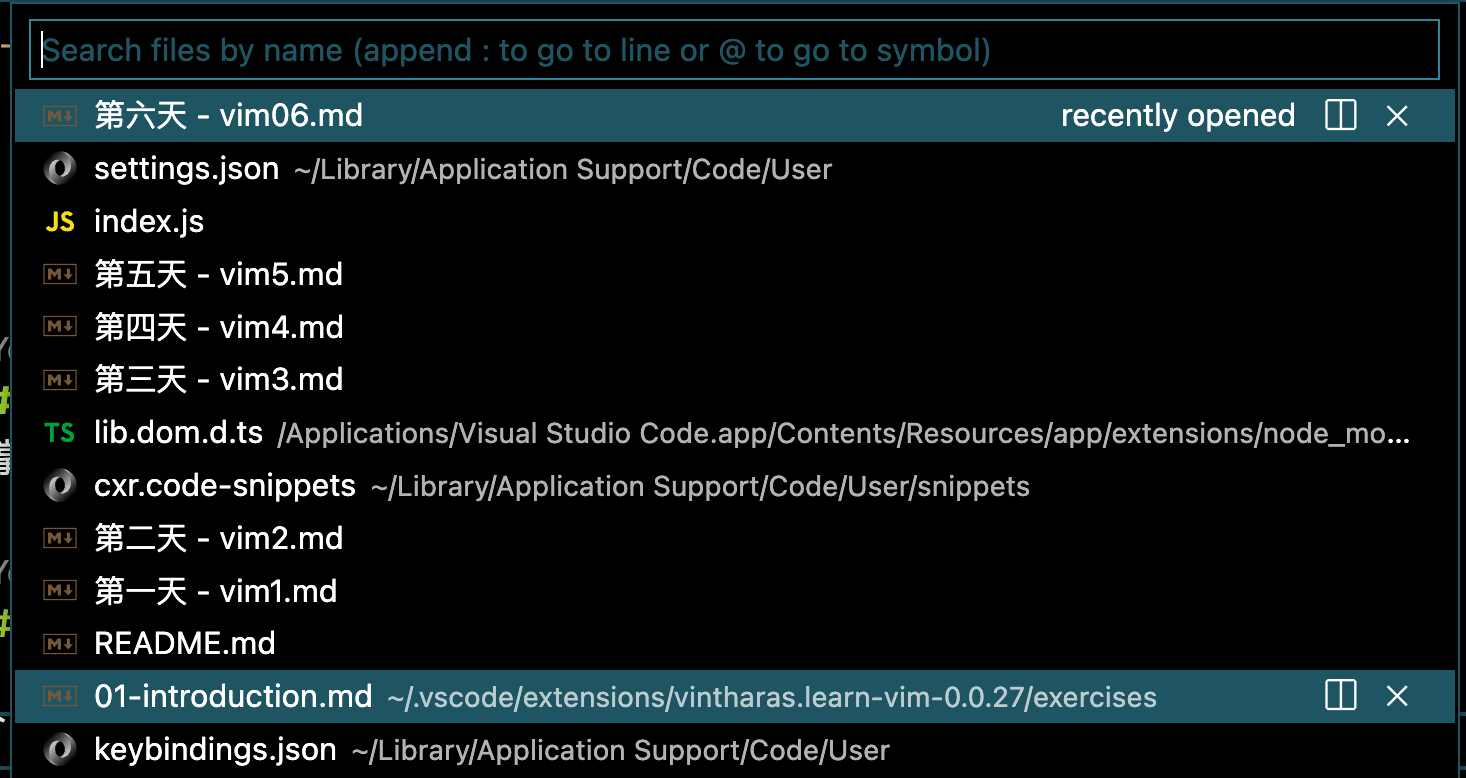 Search files by name (append : to go to line or @ to go to symbol)
第六天 - vim06.md recently opened
settings.json ~/Library/Application Support/Code/User
JS index.js
第五天 - vim5.md
第四天 - vim4.md
第三天 - vim3.md
TS lib.dom.d.ts /Applications/Visual Studio Code.app/Contents/Resources/app/extensions/node_mo...
cxr.code-snippets ~/Library/Application Support/Code/User/snippets
第二天 - vim2.md
第一天 - vim1.md
README.md
01-introduction.md ~/.vscode/extensions/vintharas.learn-vim-0.0.27/exercises
keybindings.json ~/Library/Application Support/Code/User